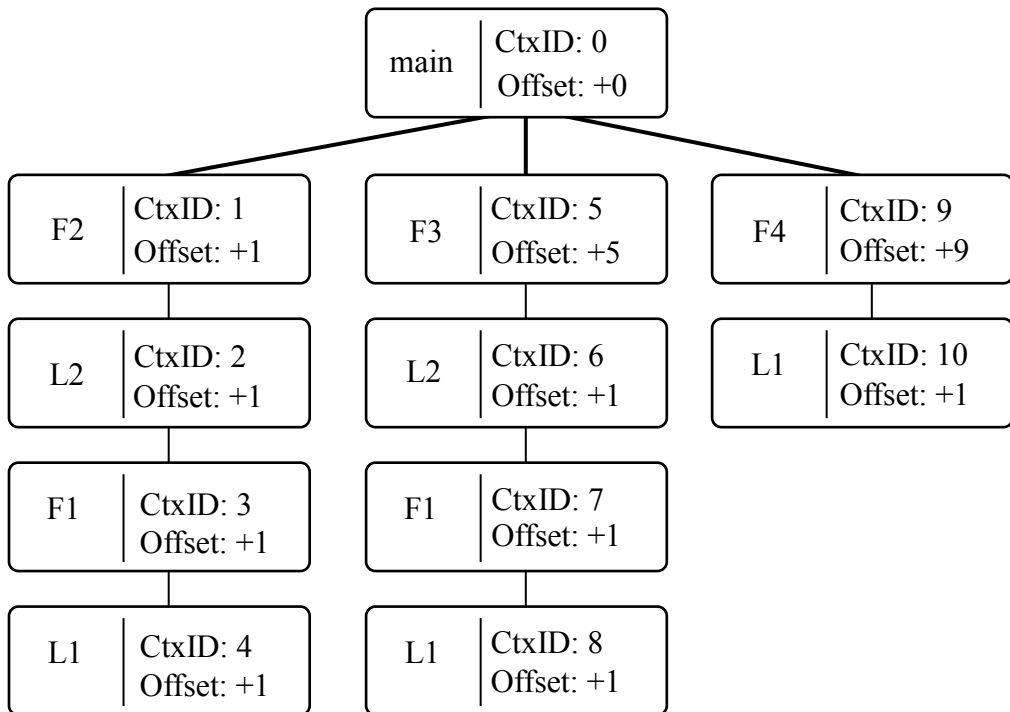 main
CtxID: 0
Offset: +0
F2
CtxID: 1
Offset: +1
F3
CtxID: 5
Offset: +5
F4
CtxID: 9
Offset: +9
L2
CtxID: 2
Offset: +1
L2
CtxID: 6
Offset: +1
L1
CtxID: 10
Offset: +1
F1
CtxID: 3
Offset: +1
F1
CtxID: 7
Offset: +1
L1
CtxID: 4
Offset: +1
L1
CtxID: 8
Offset: +1